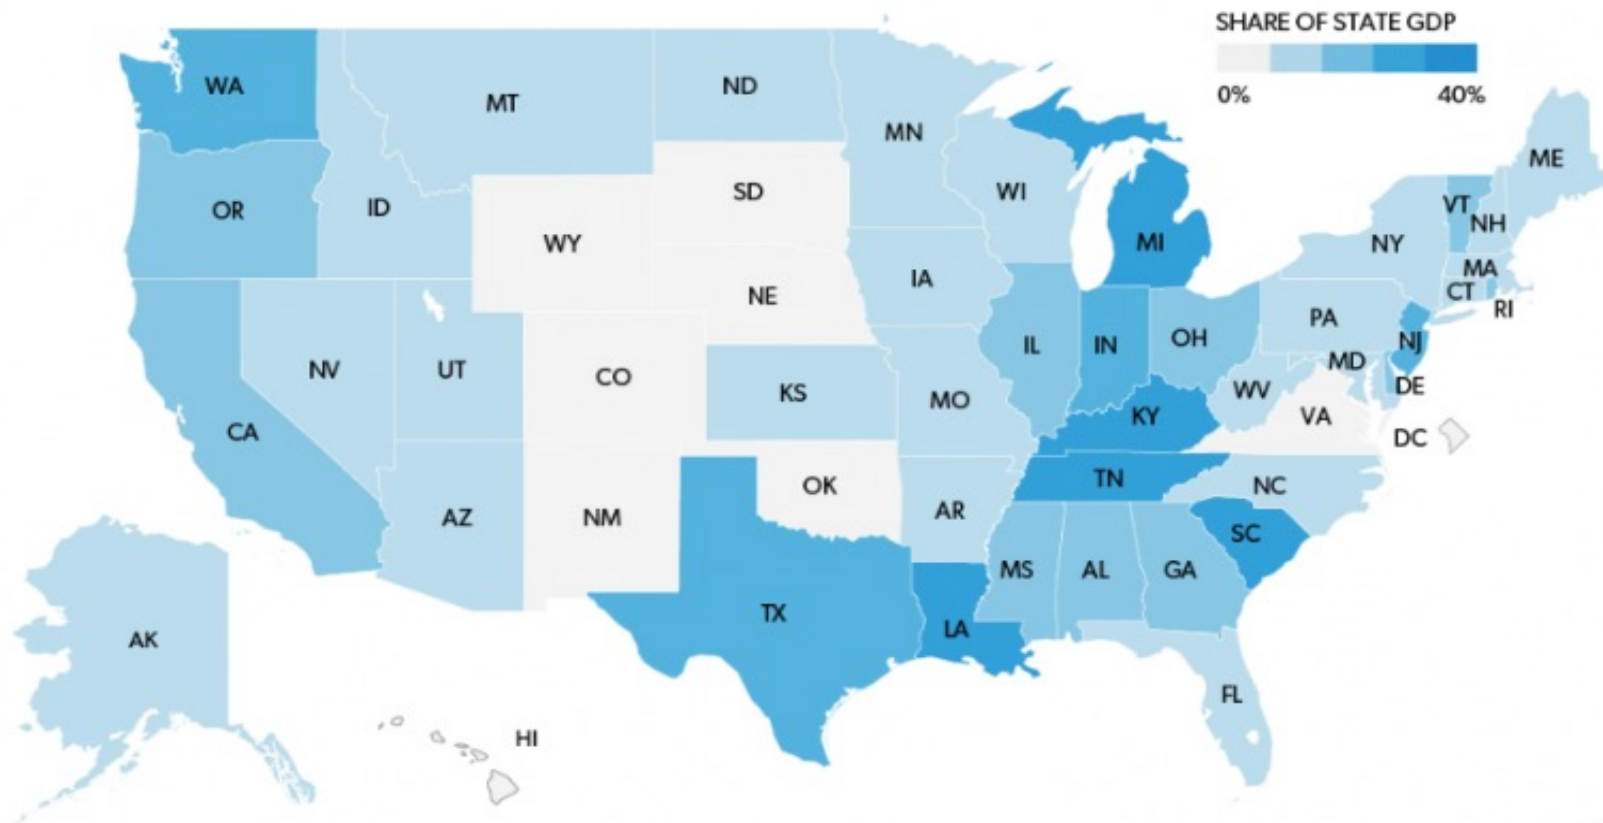 SHARE OF STATE GDP
0% 40%
WA
MT
ND
MN
ME
OR
ID
SD
WI
MI
VT
NH
NY
WY
NE
IA
MA
CT
RI
PA
NV
UT
CO
KS
MO
IL
IN
OH
NJ
MD
DE
WV
VA
DC
CA
KY
AZ
NM
OK
AR
TN
NC
SC
MS
AL
GA
AK
TX
LA
FL
HI